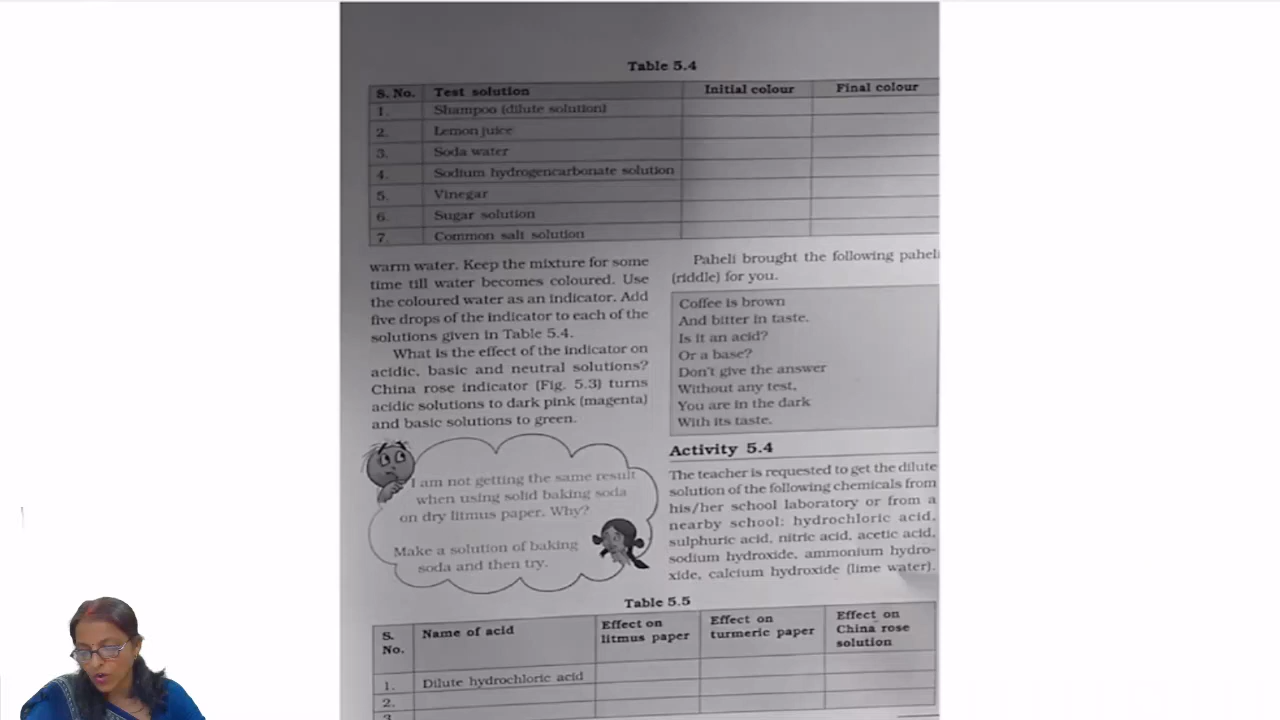 Table 5.4
S. No. Test solution Initial colour Final colour
1. Shampoo (dilute solution)
2. Lemon juice
3. Soda water
4. Sodium hydrogencarbonate solution
5. Vinegar
6. Sugar solution
7. Common salt solution
warm water. Keep the mixture for some
time till water becomes coloured. Use
the coloured water as an indicator. Add
five drops of the indicator to each of the
solutions given in Table 5.4.
What is the effect of the indicator on
acidic, basic and neutral solutions?
China rose indicator (Fig. 5.3) turns
acidic solutions to dark pink (magenta)
and basic solutions to green.
I am not getting the same result
when using solid baking soda
on dry litmus paper. Why?
Make a solution of baking
soda and then try.
Paheli brought the following paheli
(riddle) for you.
Coffee is brown
And bitter in taste.
Is it an acid?
Or a base?
Don't give the answer
Without any test,
You are in the dark
With its taste.
Activity 5.4
The teacher is requested to get the dilute
solution of the following chemicals from
his/her school laboratory or from a
nearby school: hydrochloric acid,
sulphuric acid, nitric acid, acetic acid,
sodium hydroxide, ammonium hydro-
xide, calcium hydroxide (lime water).
Table 5.5
S. No. Name of acid Effect on litmus paper Effect on turmeric paper Effect on China rose solution
1. Dilute hydrochloric acid
2.
3